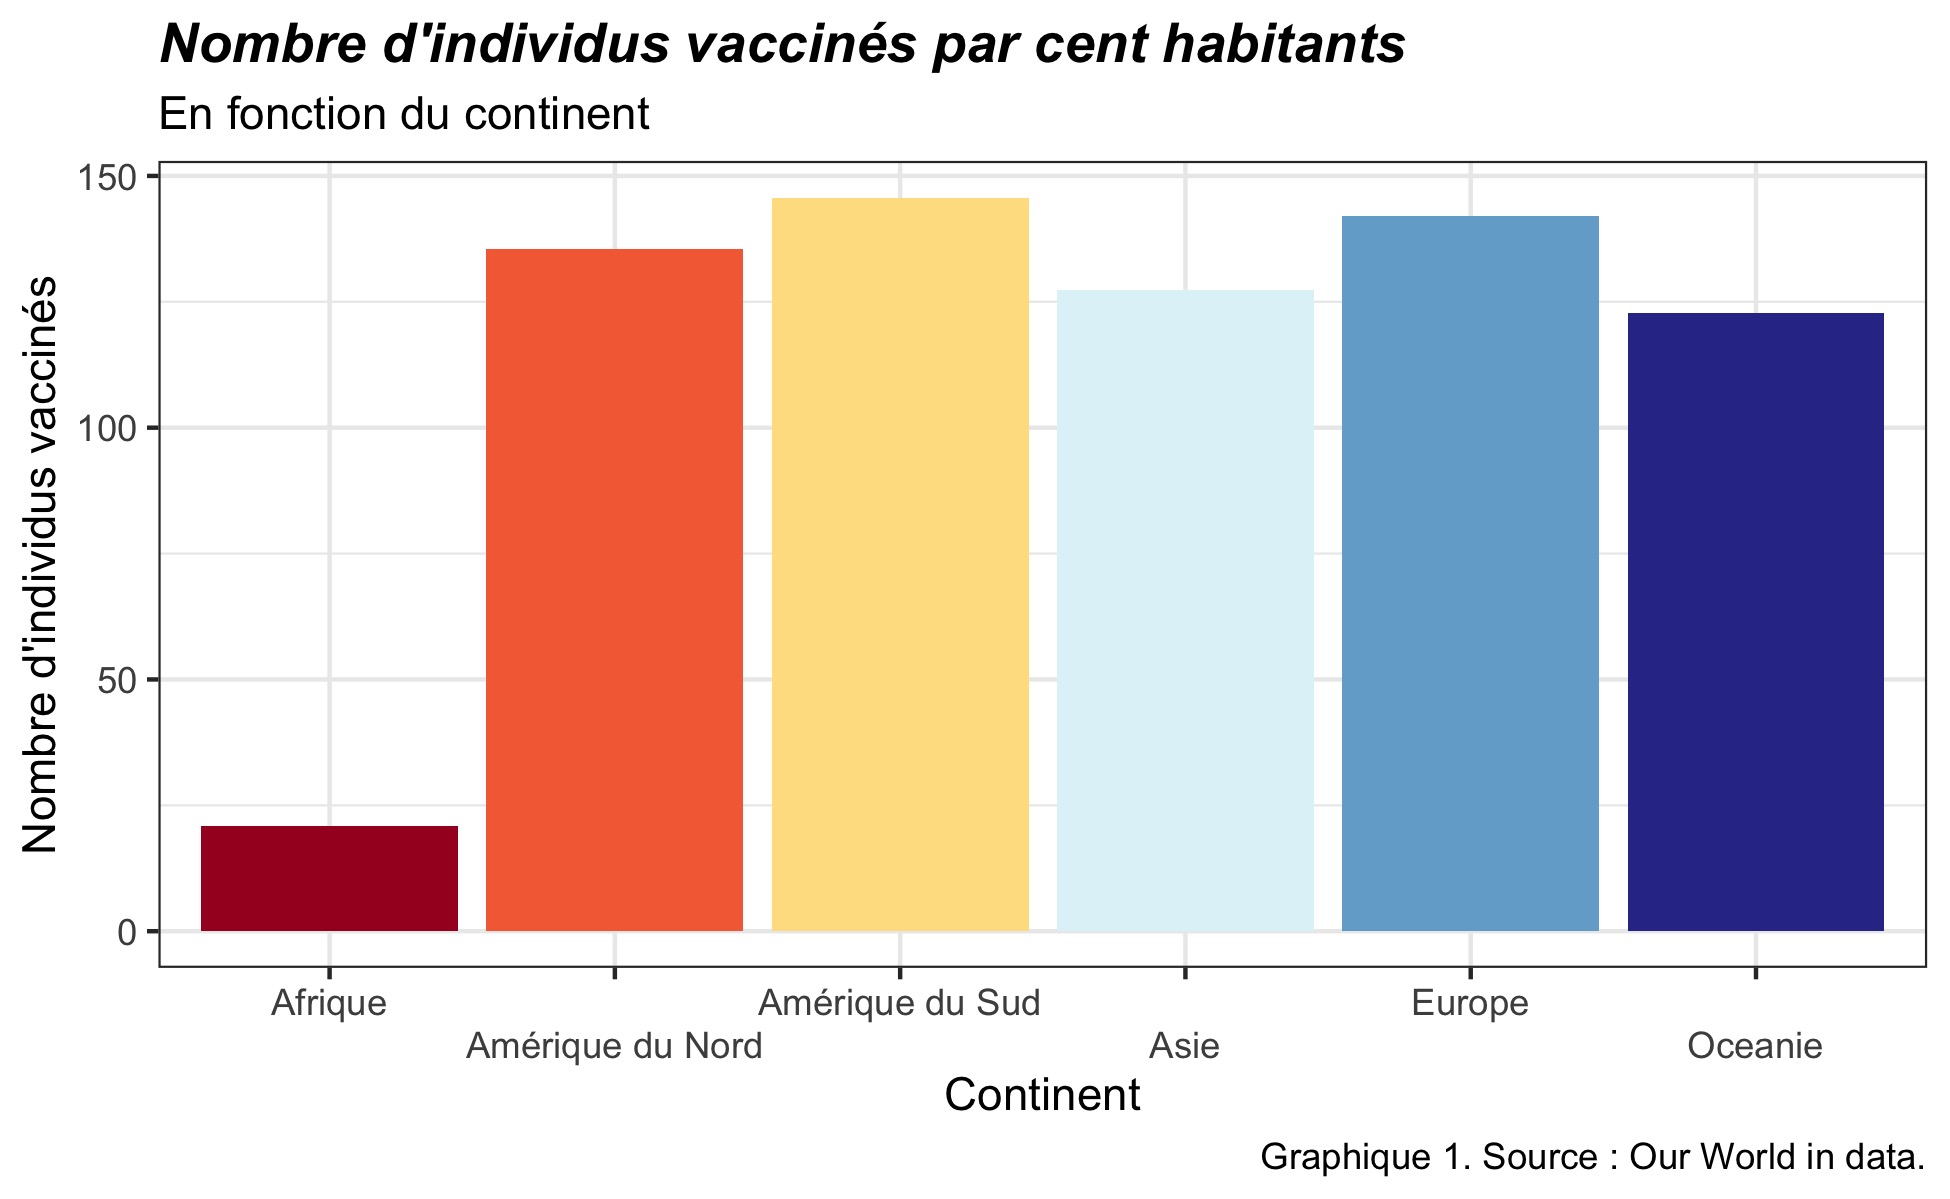 Nombre d'individus vaccinés par cent habitants
En fonction du continent
Nombre d'individus vaccinés
150
100
50
0
Afrique
Amérique du Nord
Amérique du Sud
Asie
Europe
Oceanie
Continent
Graphique 1. Source : Our World in data.